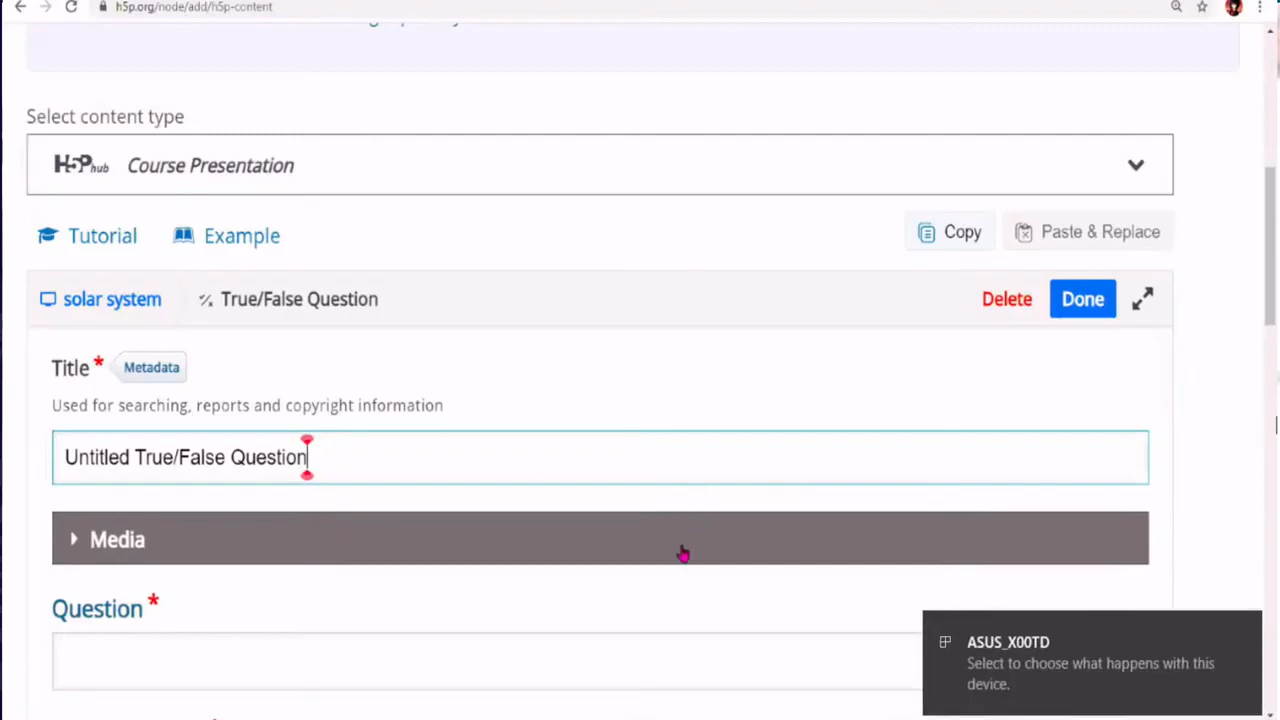 h5p.org/node/add/h5p-content
Select content type
H5Phub Course Presentation
Tutorial Example Copy Paste & Replace
solar system True/False Question Delete Done
Title * Metadata
Used for searching, reports and copyright information
Untitled True/False Question
Media
Question *
ASUS_X00TD
Select to choose what happens with this
device.